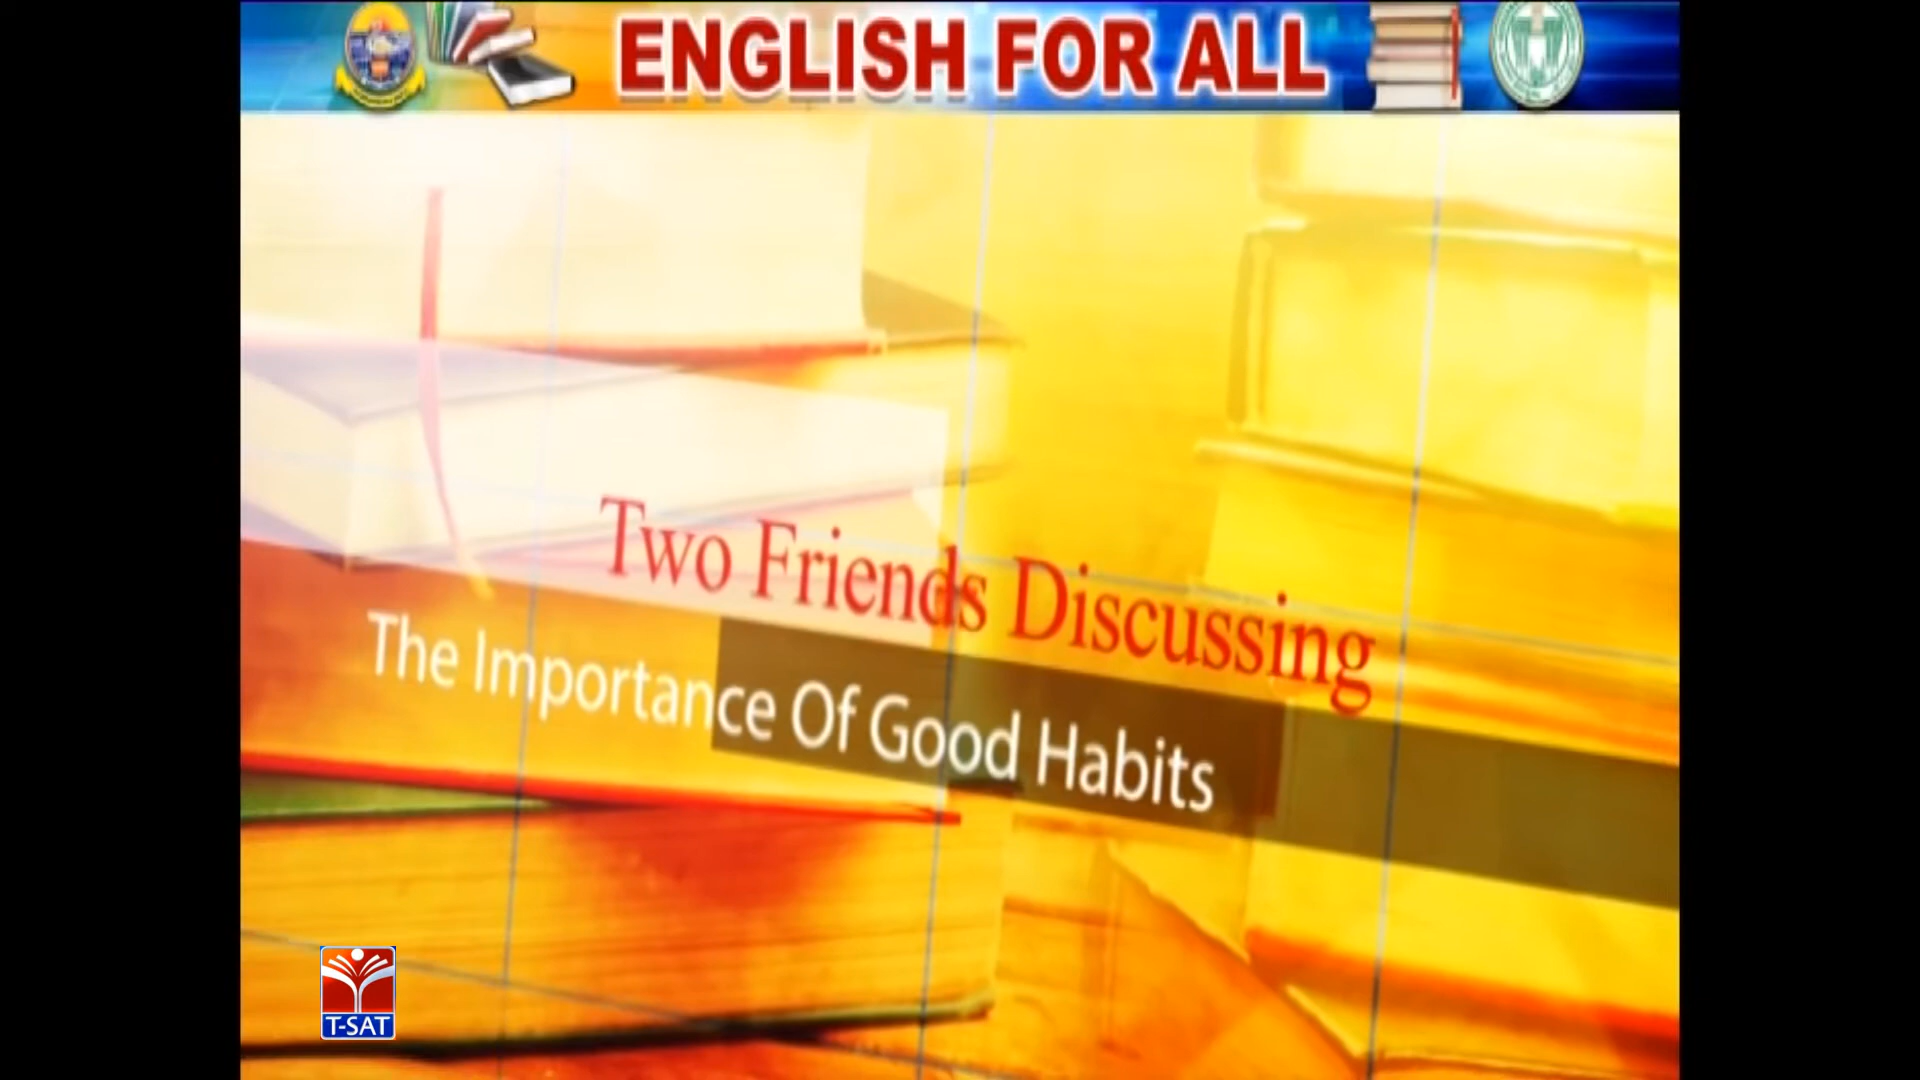 ENGLISH FOR ALL
Two Friends Discussing
The Importance Of Good Habits
T-SAT